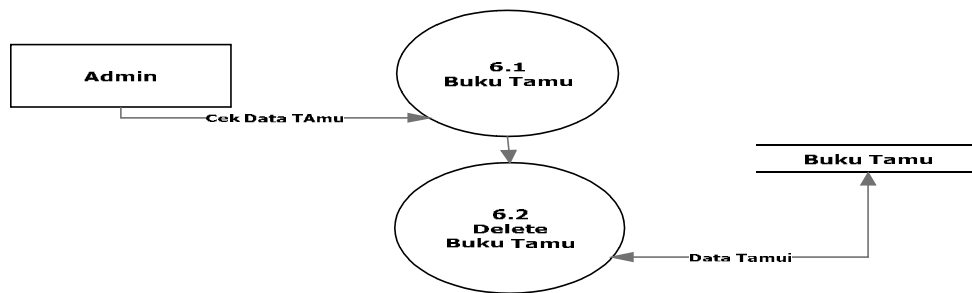 Admin
6.1
Buku Tamu
Cek Data TAmu
Buku Tamu
6.2
Delete
Buku Tamu
Data Tamui